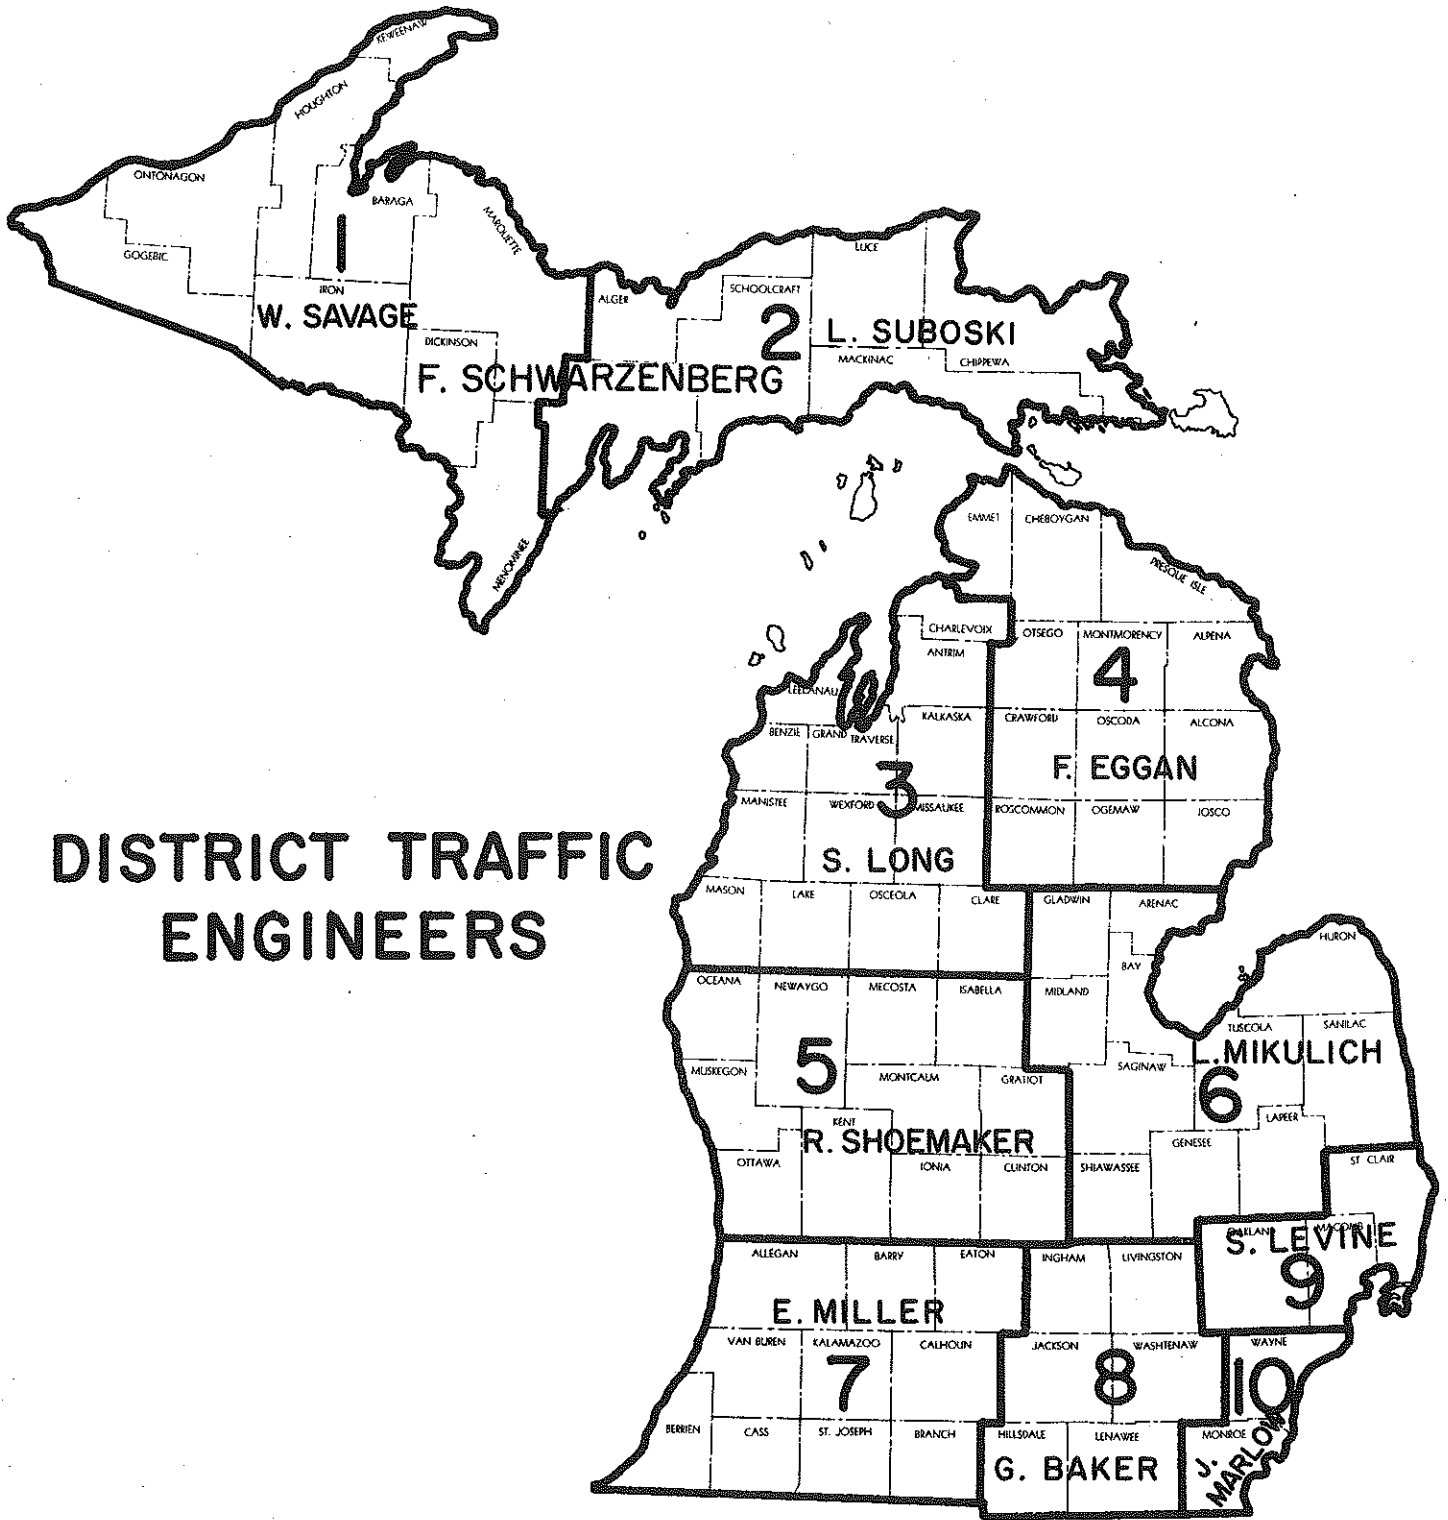 KEWEENAW
HOUGHTON
ONTONAGON
BARAGA
MARQUETTE
GOGEBIC
1
IRON
W. SAVAGE
DICKINSON
F. SCHWARZENBERG
MENOMINEE
ALGER
SCHOOLCRAFT
LUCE
2
L. SUBOSKI
MACKINAC
CHIPPEWA
EMMET
CHEBOYGAN
PRESQUE ISLE
CHARLEVOIX
ANTRIM
OTSEGO
MONTMORENCY
ALPENA
4
LEELANAU
KALKASKA
CRAWFORD
OSCODA
ALCONA
BENZIE
GRAND TRAVERSE
F. EGGAN
3
MANISTEE
WEXFORD
MISSAUKEE
ROSCOMMON
OGEMAW
IOSCO
DISTRICT TRAFFIC
ENGINEERS
S. LONG
MASON
LAKE
OSCEOLA
CLARE
GLADWIN
ARENAC
HURON
BAY
OCEANA
NEWAYGO
MECOSTA
ISABELLA
MIDLAND
TUSCOLA
SANILAC
L. MIKULICH
5
MUSKEGON
MONTCALM
GRATIOT
SAGINAW
6
LAPEER
KENT
R. SHOEMAKER
GENESEE
OTTAWA
IONIA
CLINTON
SHIAWASSEE
ST CLAIR
OAKLAND
MACOMB
S. LEVINE
9
ALLEGAN
BARRY
EATON
INGHAM
LIVINGSTON
E. MILLER
VAN BUREN
KALAMAZOO
CALHOUN
JACKSON
WASHTENAW
WAYNE
7
8
10
BERRIEN
CASS
ST. JOSEPH
BRANCH
HILLSDALE
LENAWEE
MONROE
G. BAKER
J. MARLOW